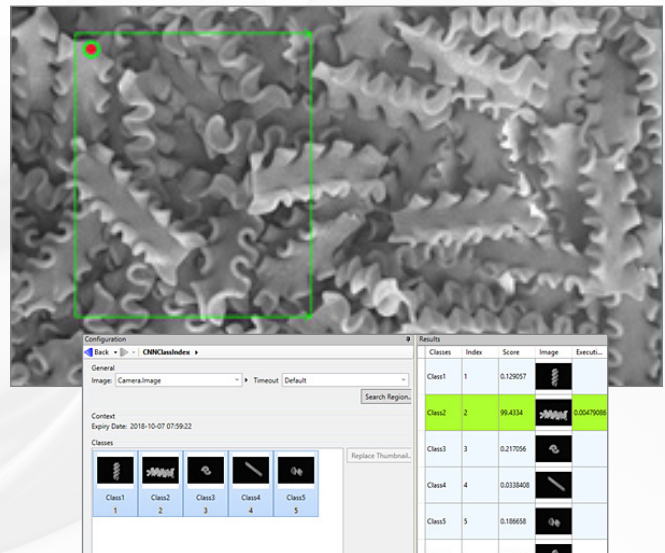 Configuration
Back
CNNClassIndex
General
Image: Camera.Image
Timeout Default
Search Region..
Context
Expiry Date: 2018-10-07 07:59:22
Classes
Replace Thumbnail..
Class1 Class2 Class3 Class4 Class5
1 2 3 4 5
Results
Classes Index Score Image Executi...
Class1 1 0.129057
Class2 2 99.4334 0.00479086
Class3 3 0.217056
Class4 4 0.0338408
Class5 5 0.186658